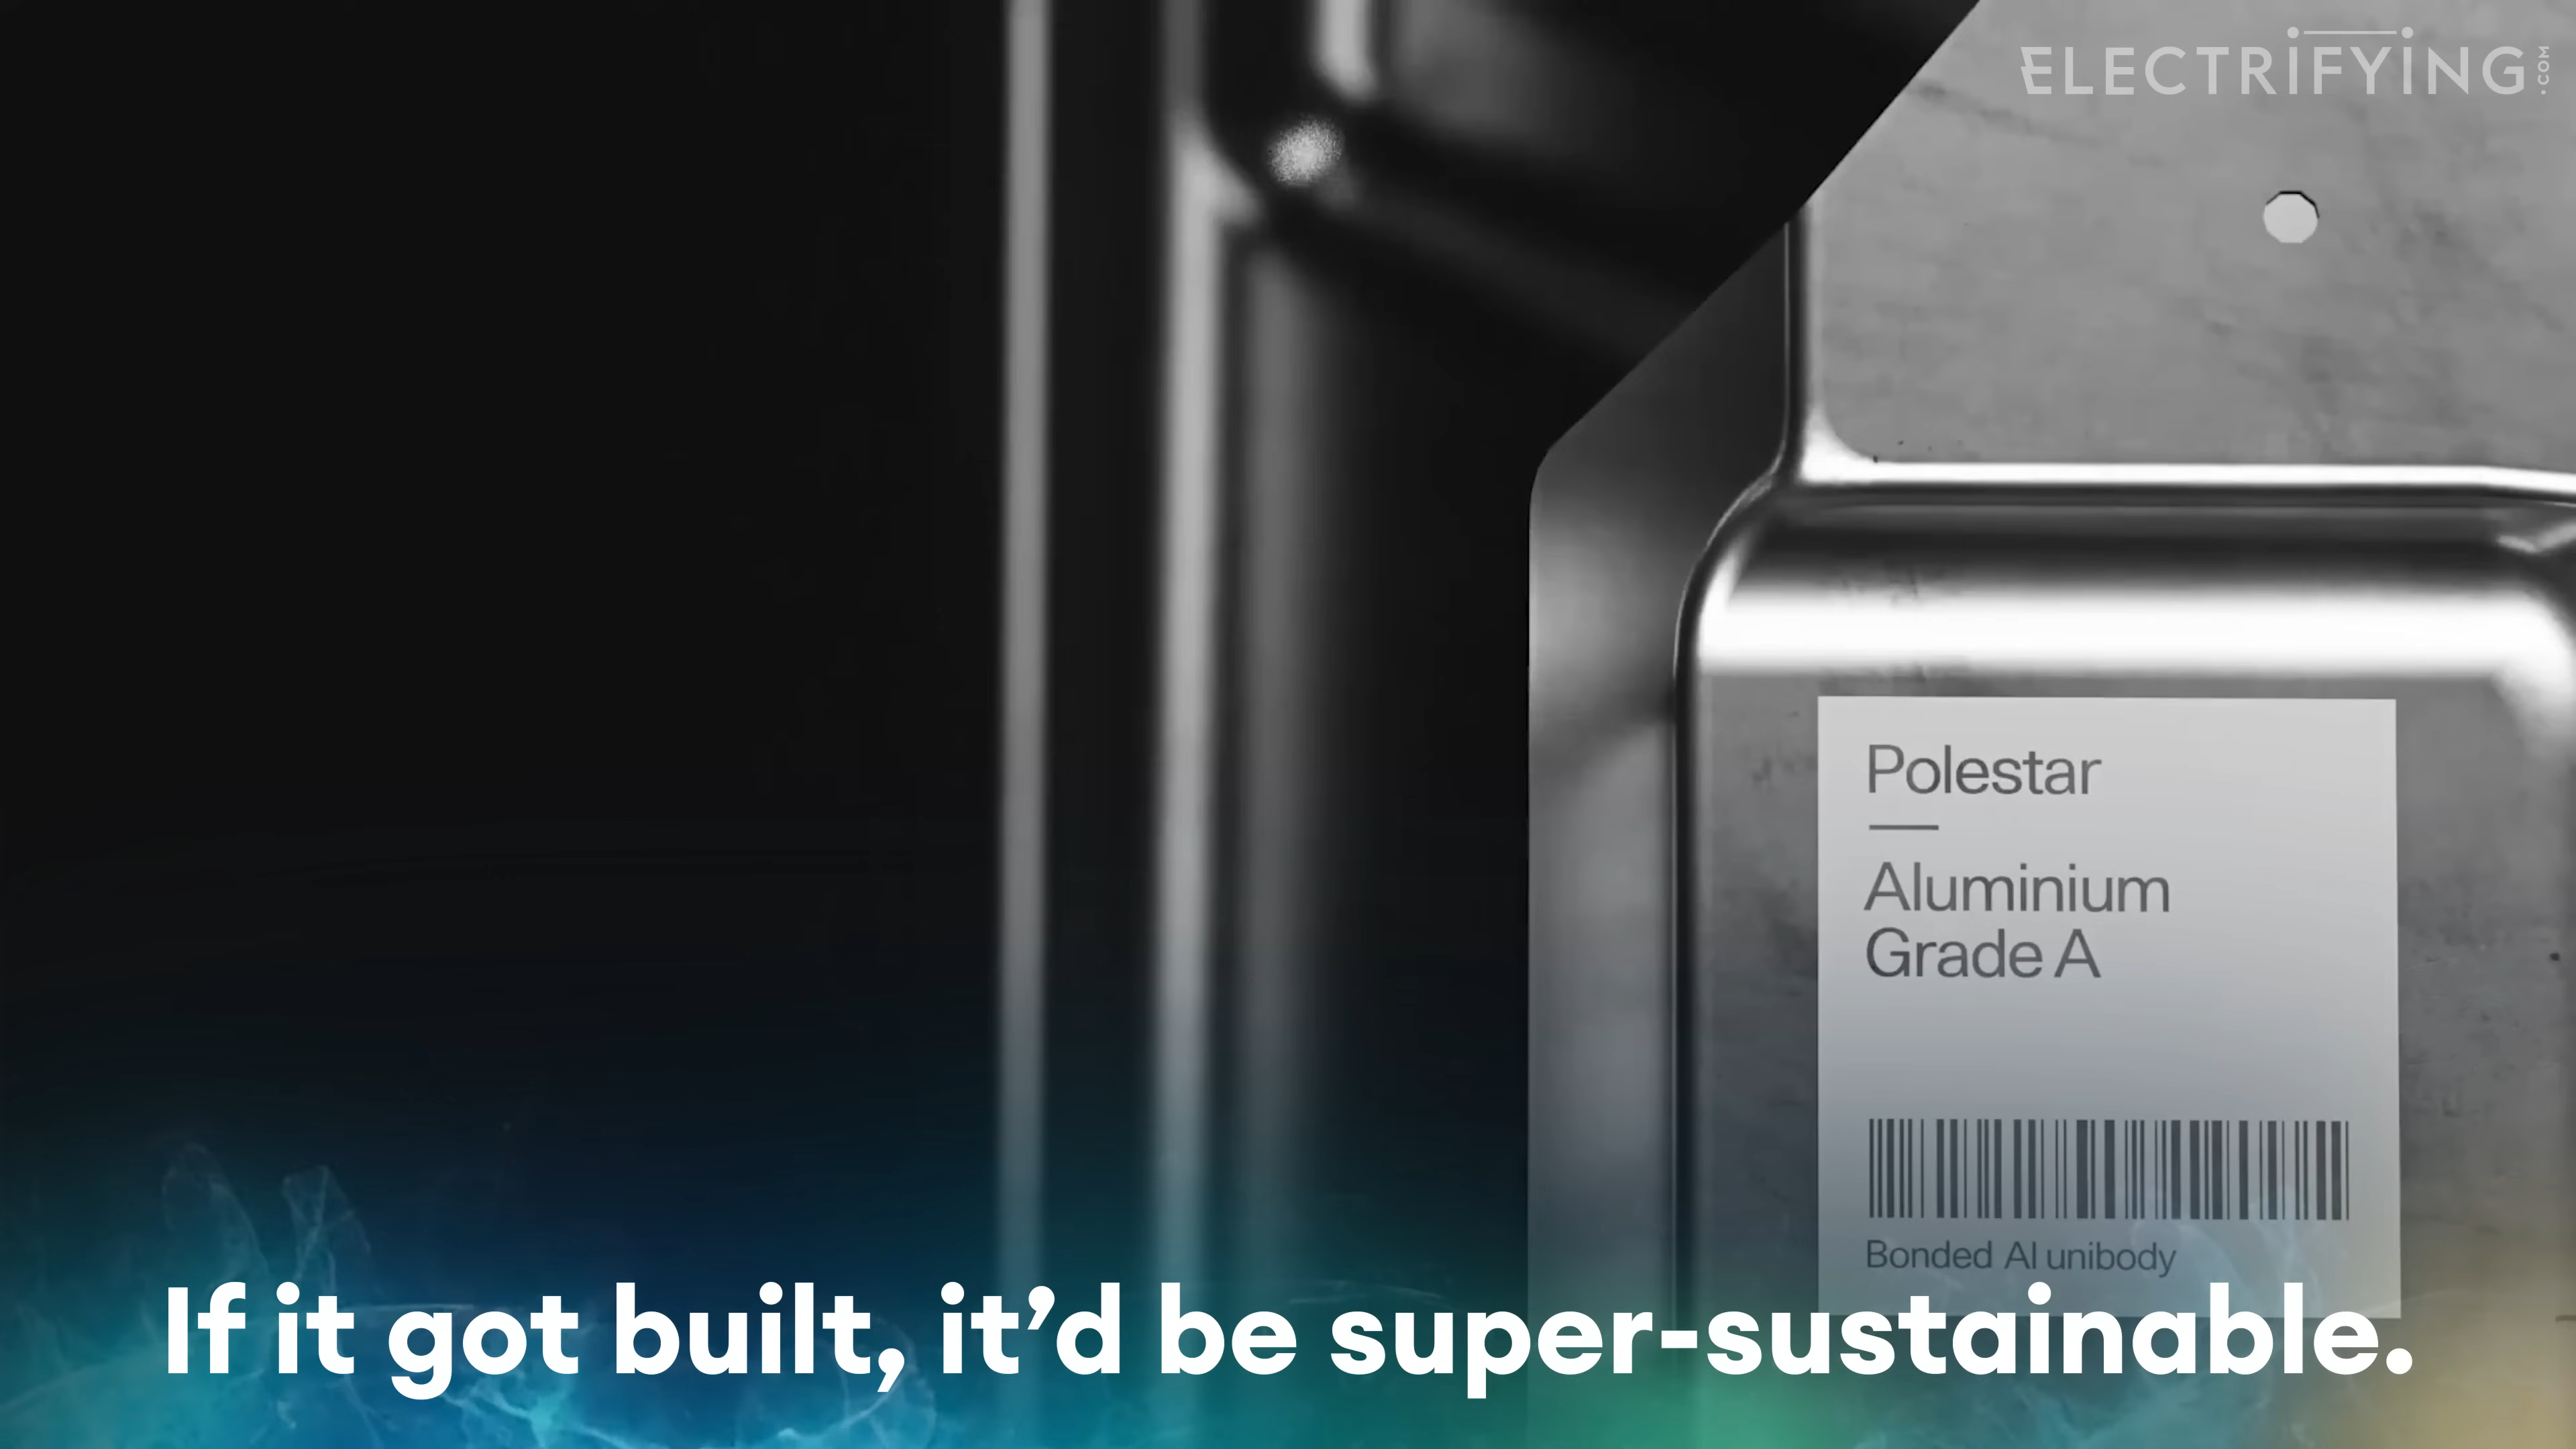 ELECTRIFYING.COM
Polestar
Aluminium
Grade A
Bonded Al unibody
If it got built, it’d be super-sustainable.